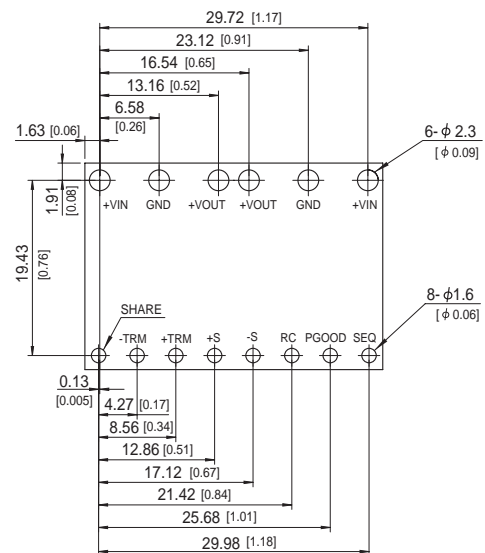 29.72 [1.17]
23.12 [0.91]
16.54 [0.65]
13.16 [0.52]
6.58
[0.26]
1.63 [0.06]
6-ϕ2.3
[ϕ0.09]
1.91
[0.08]
+VIN GND +VOUT +VOUT GND +VIN
19.43
[0.76]
8-ϕ1.6
[ϕ0.06]
SHARE
-TRM +TRM +S -S RC PGOOD SEQ
0.13
[0.005]
4.27 [0.17]
8.56 [0.34]
12.86 [0.51]
17.12 [0.67]
21.42 [0.84]
25.68 [1.01]
29.98 [1.18]